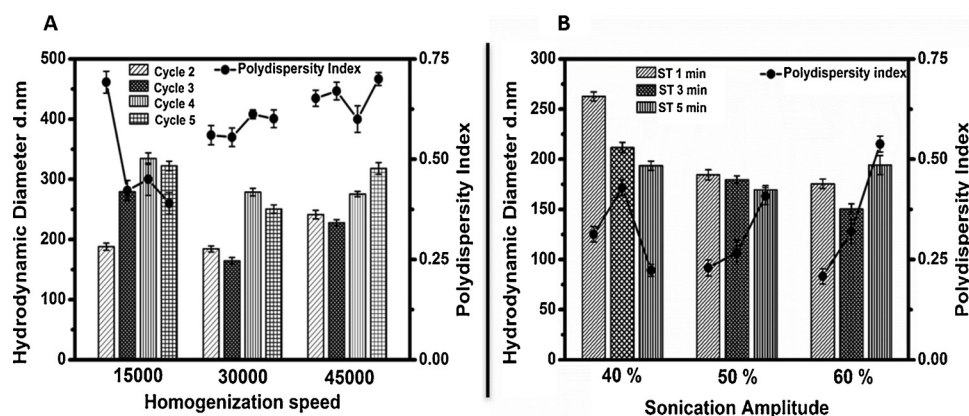 A
Hydrodynamic Diameter d.nm
500
400
300
200
100
0
Cycle 2
Cycle 3
Cycle 4
Cycle 5
Polydispersity Index
0.75
0.50
0.25
0.00
Polydispersity Index
15000
30000
45000
Homogenization speed
B
Hydrodynamic Diameter d.nm
300
250
200
150
100
50
0
ST 1 min
ST 3 min
ST 5 min
Polydispersity index
0.75
0.50
0.25
0.00
Polydispersity Index
40 %
50 %
60 %
Sonication Amplitude